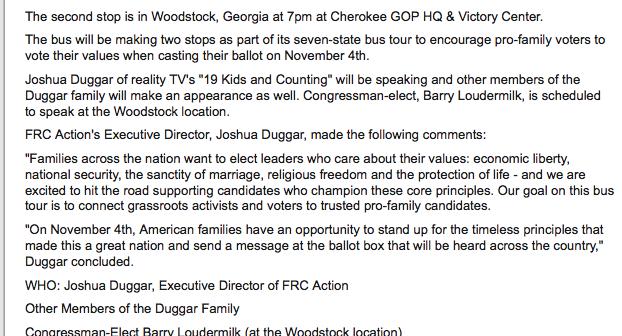 The second stop is in Woodstock, Georgia at 7pm at Cherokee GOP HQ & Victory Center.
The bus will be making two stops as part of its seven-state bus tour to encourage pro-family voters to
vote their values when casting their ballot on November 4th.
Joshua Duggar of reality TV's "19 Kids and Counting" will be speaking and other members of the
Duggar family will make an appearance as well. Congressman-elect, Barry Loudermilk, is scheduled
to speak at the Woodstock location.
FRC Action's Executive Director, Joshua Duggar, made the following comments:
"Families across the nation want to elect leaders who care about their values: economic liberty,
national security, the sanctity of marriage, religious freedom and the protection of life - and we are
excited to hit the road supporting candidates who champion these core principles. Our goal on this bus
tour is to connect grassroots activists and voters to trusted pro-family candidates.
"On November 4th, American families have an opportunity to stand up for the timeless principles that
made this a great nation and send a message at the ballot box that will be heard across the country,"
Duggar concluded.
WHO: Joshua Duggar, Executive Director of FRC Action
Other Members of the Duggar Family
Congressman-Elect Barry Loudermilk (at the Woodstock location)